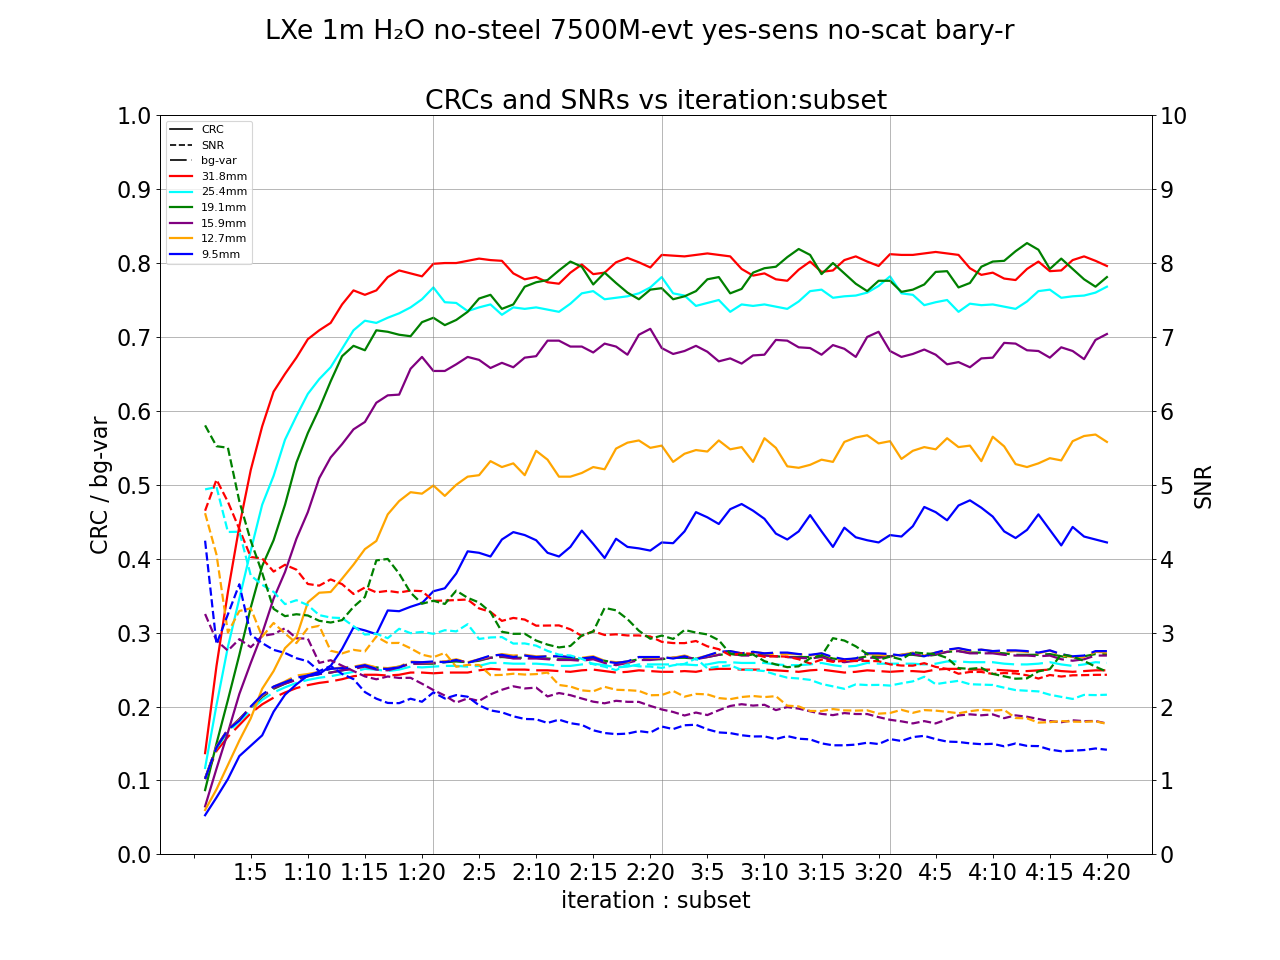 LXe 1m H₂O no-steel 7500M-evt yes-sens no-scat bary-r
CRCs and SNRs vs iteration:subset
CRC
SNR
bg-var
31.8mm
25.4mm
19.1mm
15.9mm
12.7mm
9.5mm
1.0
0.9
0.8
0.7
0.6
0.5
0.4
0.3
0.2
0.1
0.0
CRC / bg-var
10
9
8
7
6
5
4
3
2
1
0
SNR
1:5 1:10 1:15 1:20 2:5 2:10 2:15 2:20 3:5 3:10 3:15 3:20 4:5 4:10 4:15 4:20
iteration : subset